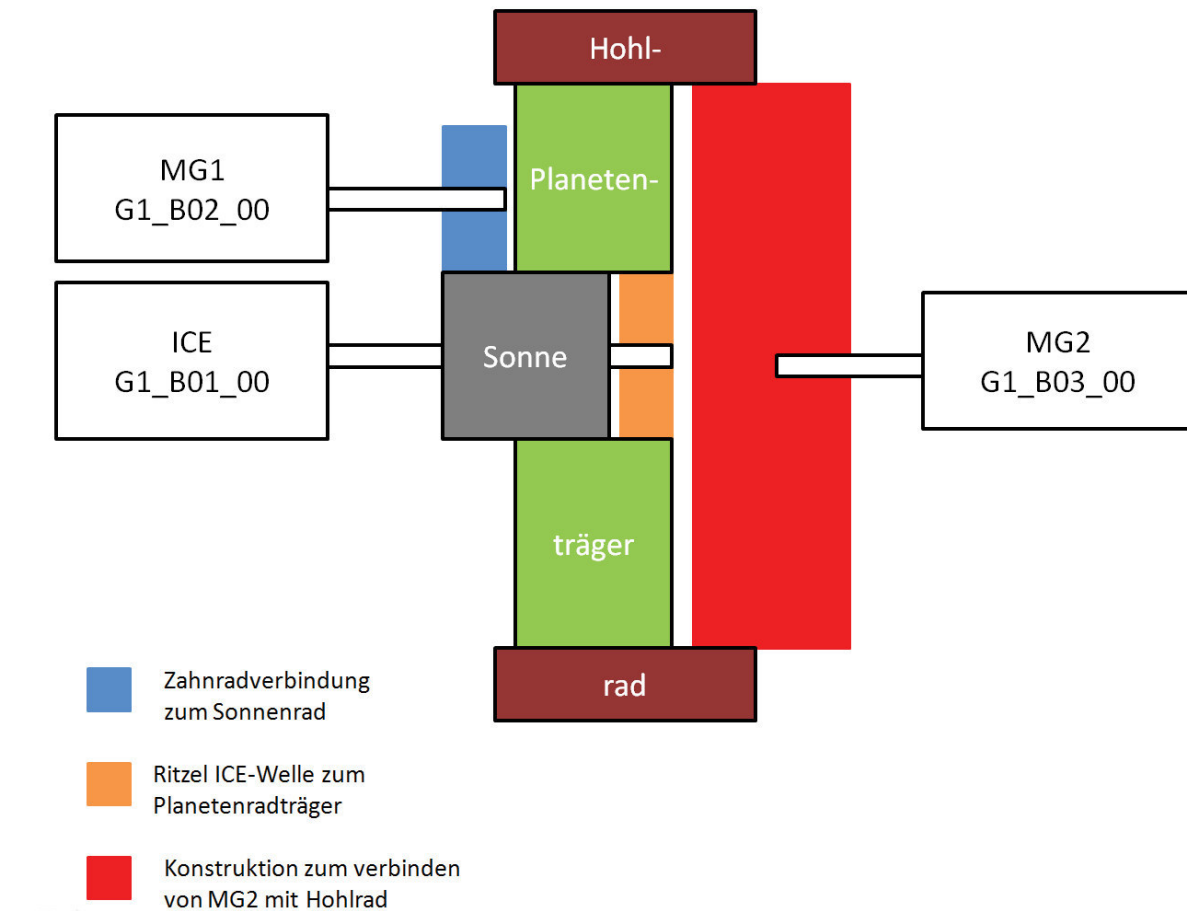 Hohl-
MG1
G1_B02_00
Planeten-
ICE
G1_B01_00
Sonne
MG2
G1_B03_00
träger
rad
Zahnradverbindung
zum Sonnenrad
Ritzel ICE-Welle zum
Planetenradträger
Konstruktion zum verbinden
von MG2 mit Hohlrad